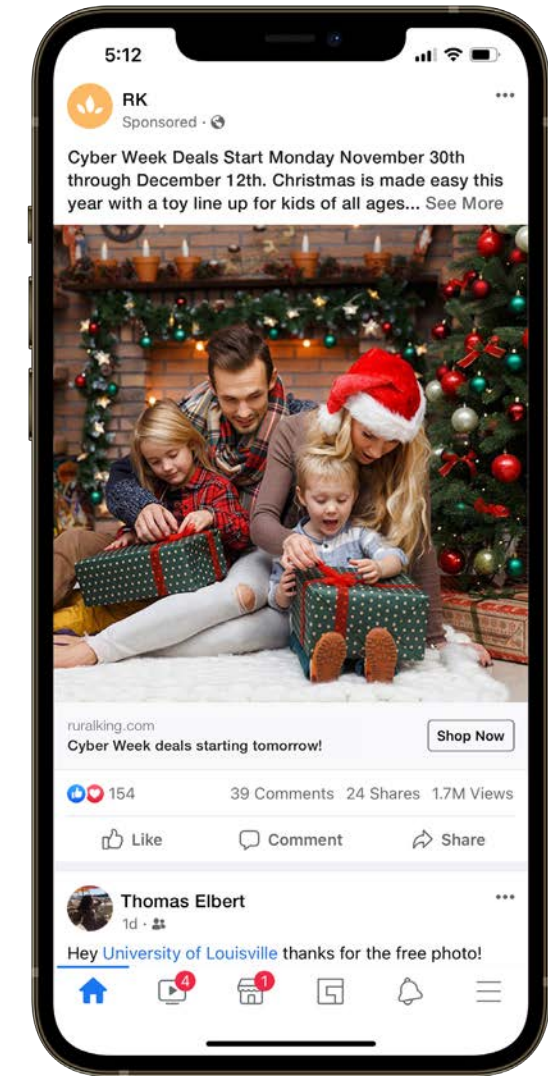 5:12
RK
Sponsored ·
Cyber Week Deals Start Monday November 30th
through December 12th. Christmas is made easy this
year with a toy line up for kids of all ages... See More
ruralking.com
Cyber Week deals starting tomorrow!
Shop Now
154
39 Comments 24 Shares 1.7M Views
Like
Comment
Share
Thomas Elbert
1d ·
Hey University of Louisville thanks for the free photo!
4
1